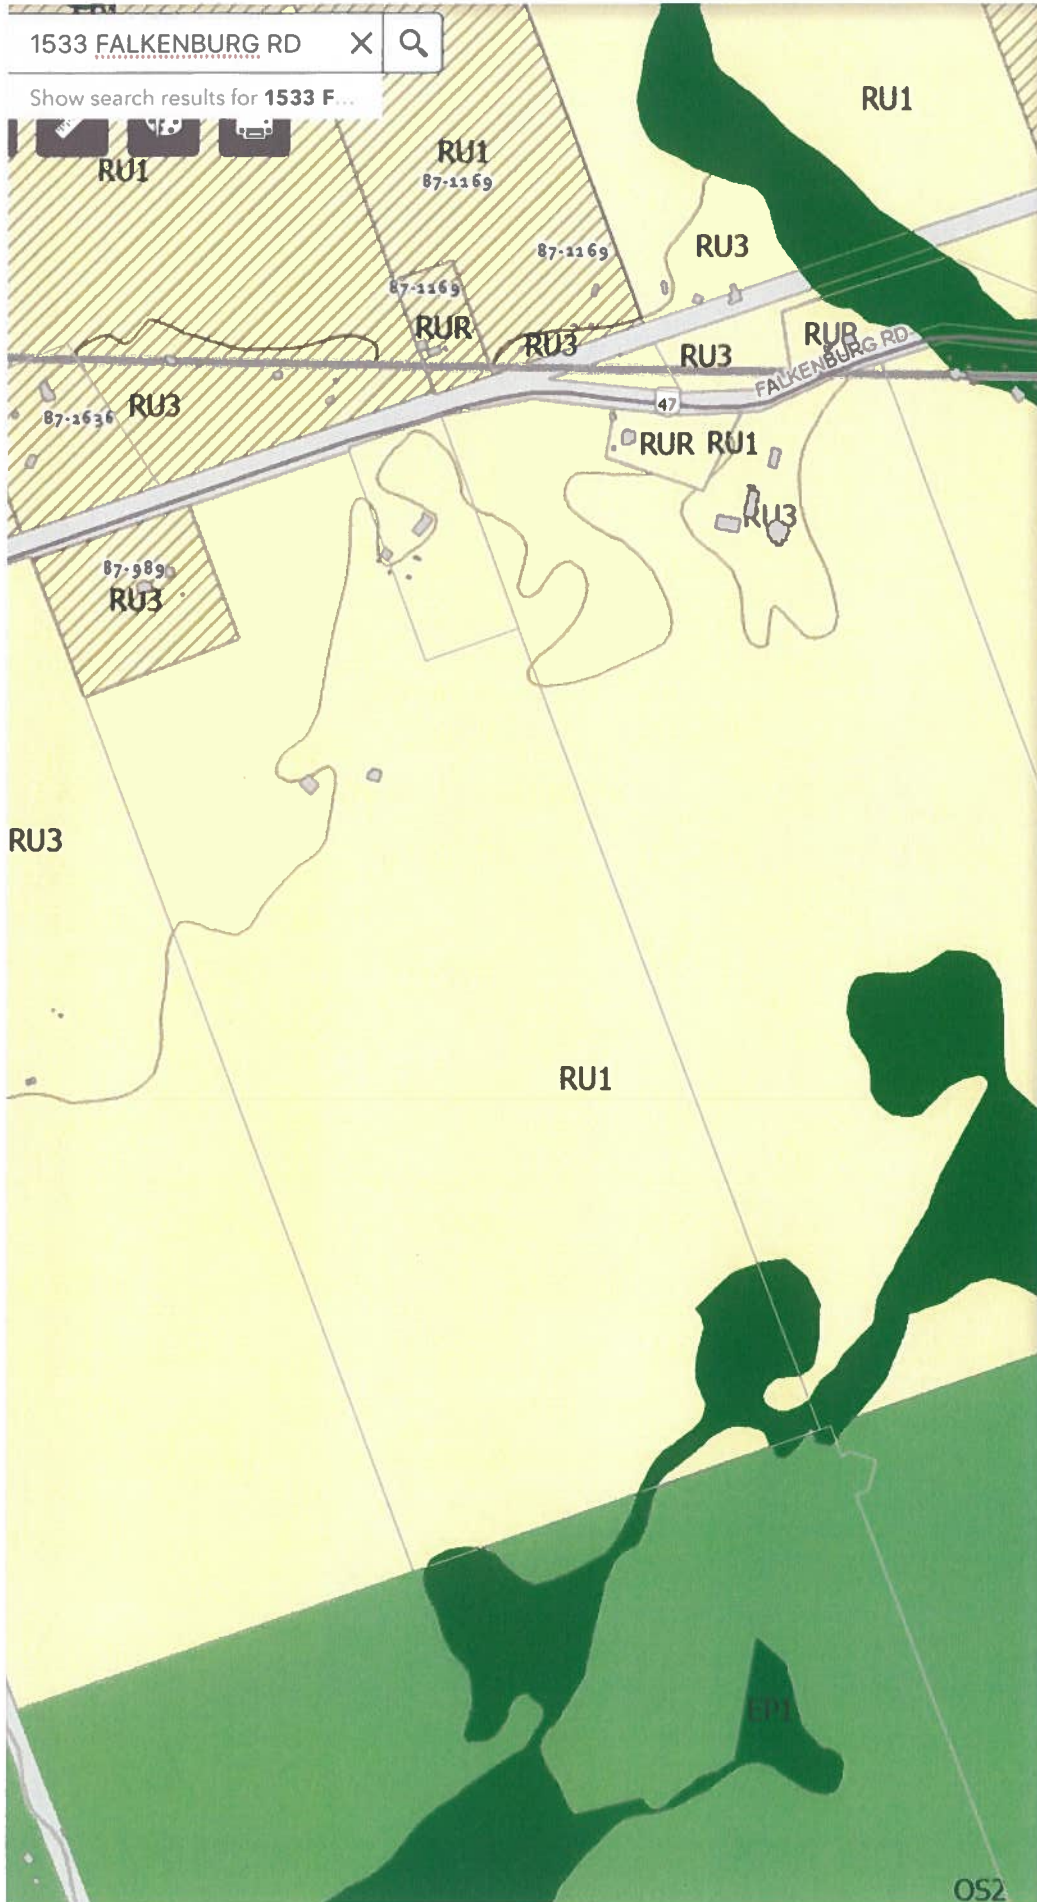 EP1
1533 FALKENBURG RD
Show search results for 1533 F...
RU1
RU1
RU1
87-1169
87-1169
RU3
87-1169
RUR
RU3
RU3
RUR
FALKENBURG RD
47
RU3
87-1636
RUR
RU1
RU3
87-989
RU3
RU3
RU1
EP1
OS2